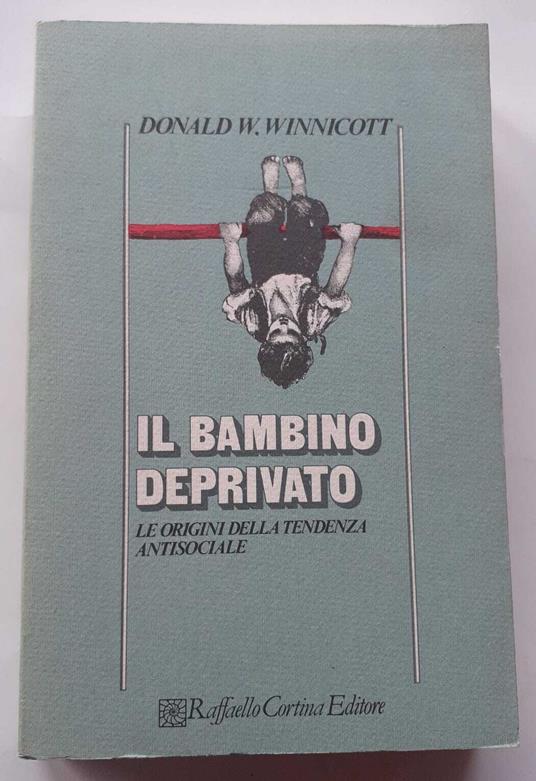 DONALD W. WINNICOTT
IL BAMBINO
DEPRIVATO
LE ORIGINI DELLA TENDENZA
ANTISOCIALE
Raffaello Cortina Editore